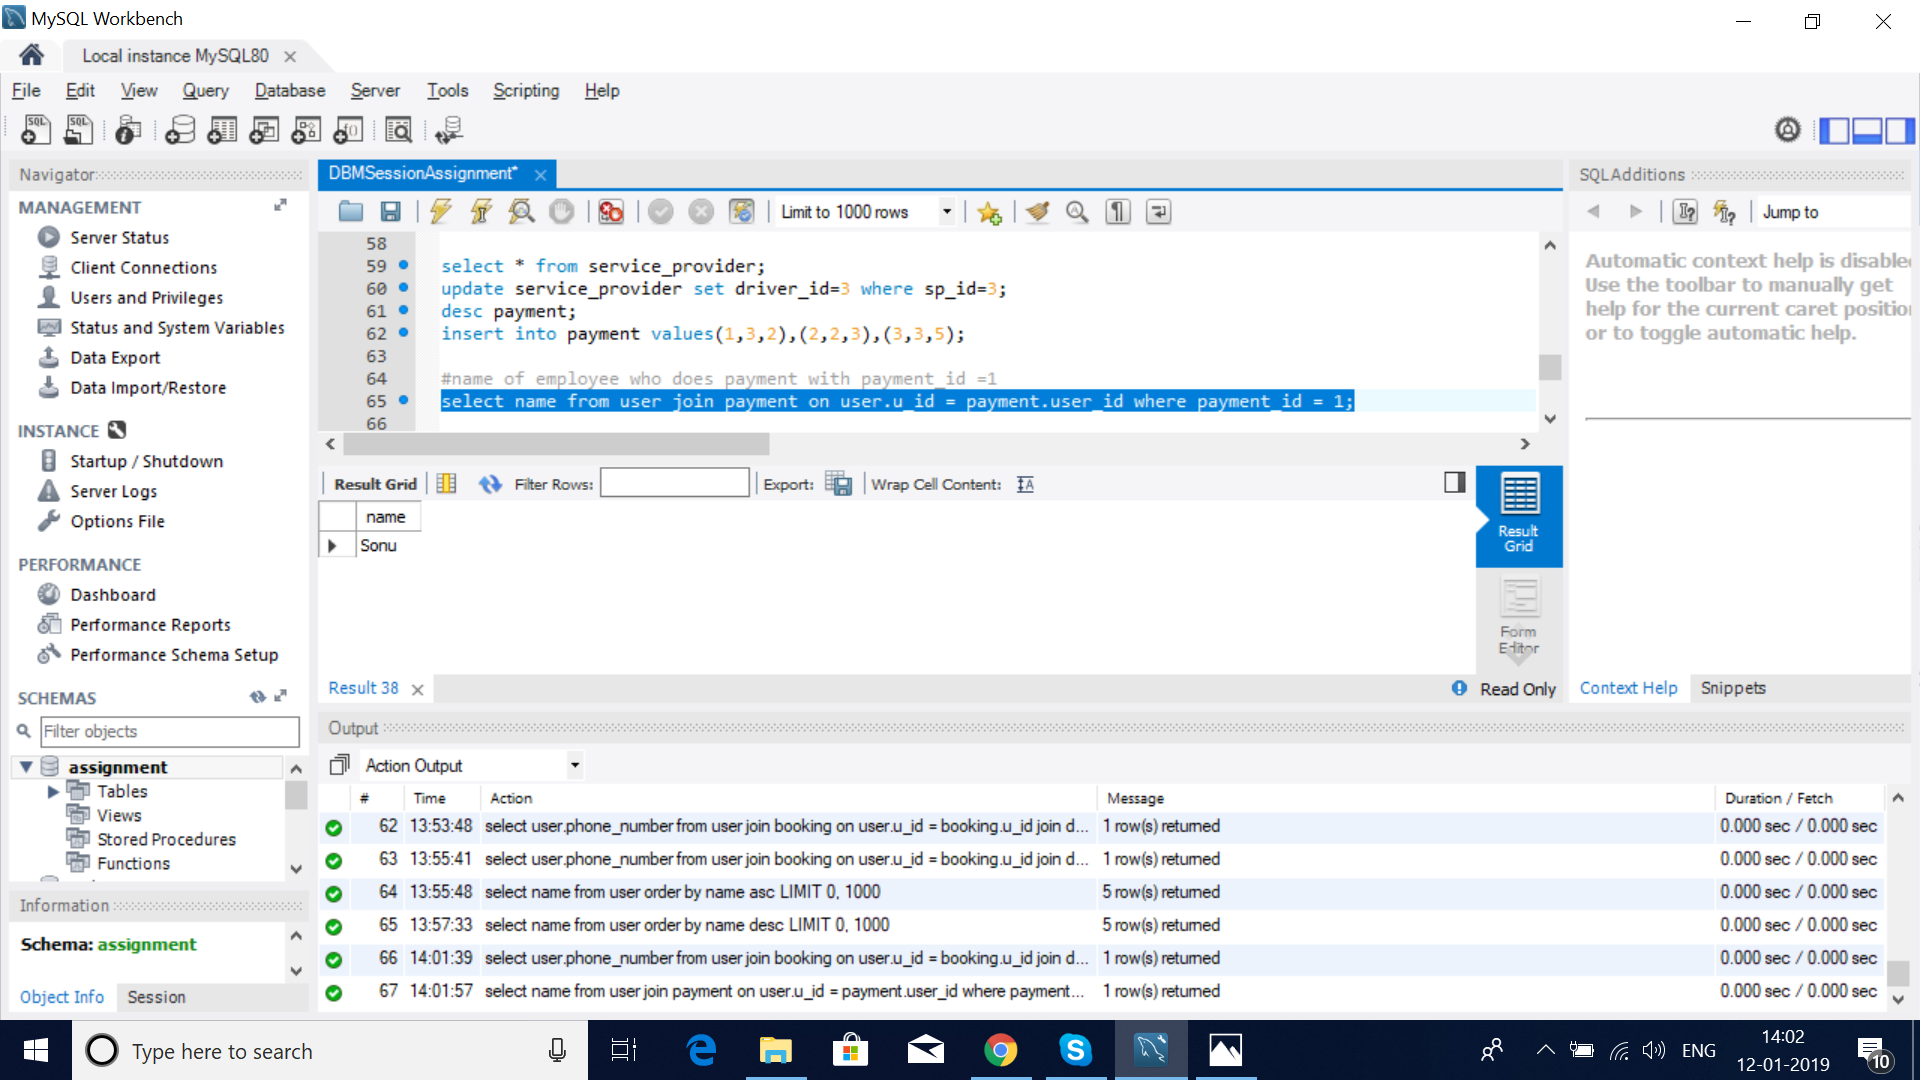 MySQL Workbench
Local instance MySQL80
File Edit View Query Database Server Tools Scripting Help
Navigator
MANAGEMENT
Server Status
Client Connections
Users and Privileges
Status and System Variables
Data Export
Data Import/Restore
INSTANCE
Startup / Shutdown
Server Logs
Options File
PERFORMANCE
Dashboard
Performance Reports
Performance Schema Setup
SCHEMAS
Filter objects
assignment
Tables
Views
Stored Procedures
Functions
Information
Schema: assignment
Object Info Session
DBMSessionAssignment*
Limit to 1000 rows
58
59 select * from service_provider;
60 update service_provider set driver_id=3 where sp_id=3;
61 desc payment;
62 insert into payment values(1,3,2),(2,2,3),(3,3,5);
63
64 #name of employee who does payment with payment_id =1
65 select name from user join payment on user.u_id = payment.user_id where payment_id = 1;
66
Result Grid Filter Rows: Export: Wrap Cell Content:
name
Sonu
Result Grid
Form Editor
Result 38
Read Only
SQLAdditions
Jump to
Automatic context help is disable
Use the toolbar to manually get
help for the current caret positio
or to toggle automatic help.
Context Help Snippets
Output
Action Output
# Time Action Message Duration / Fetch
62 13:53:48 select user.phone_number from user join booking on user.u_id = booking.u_id join d... 1 row(s) returned 0.000 sec / 0.000 sec
63 13:55:41 select user.phone_number from user join booking on user.u_id = booking.u_id join d... 1 row(s) returned 0.000 sec / 0.000 sec
64 13:55:48 select name from user order by name asc LIMIT 0, 1000 5 row(s) returned 0.000 sec / 0.000 sec
65 13:57:33 select name from user order by name desc LIMIT 0, 1000 5 row(s) returned 0.000 sec / 0.000 sec
66 14:01:39 select user.phone_number from user join booking on user.u_id = booking.u_id join d... 1 row(s) returned 0.000 sec / 0.000 sec
67 14:01:57 select name from user join payment on user.u_id = payment.user_id where payment... 1 row(s) returned 0.000 sec / 0.000 sec
Type here to search
ENG
14:02
12-01-2019
10